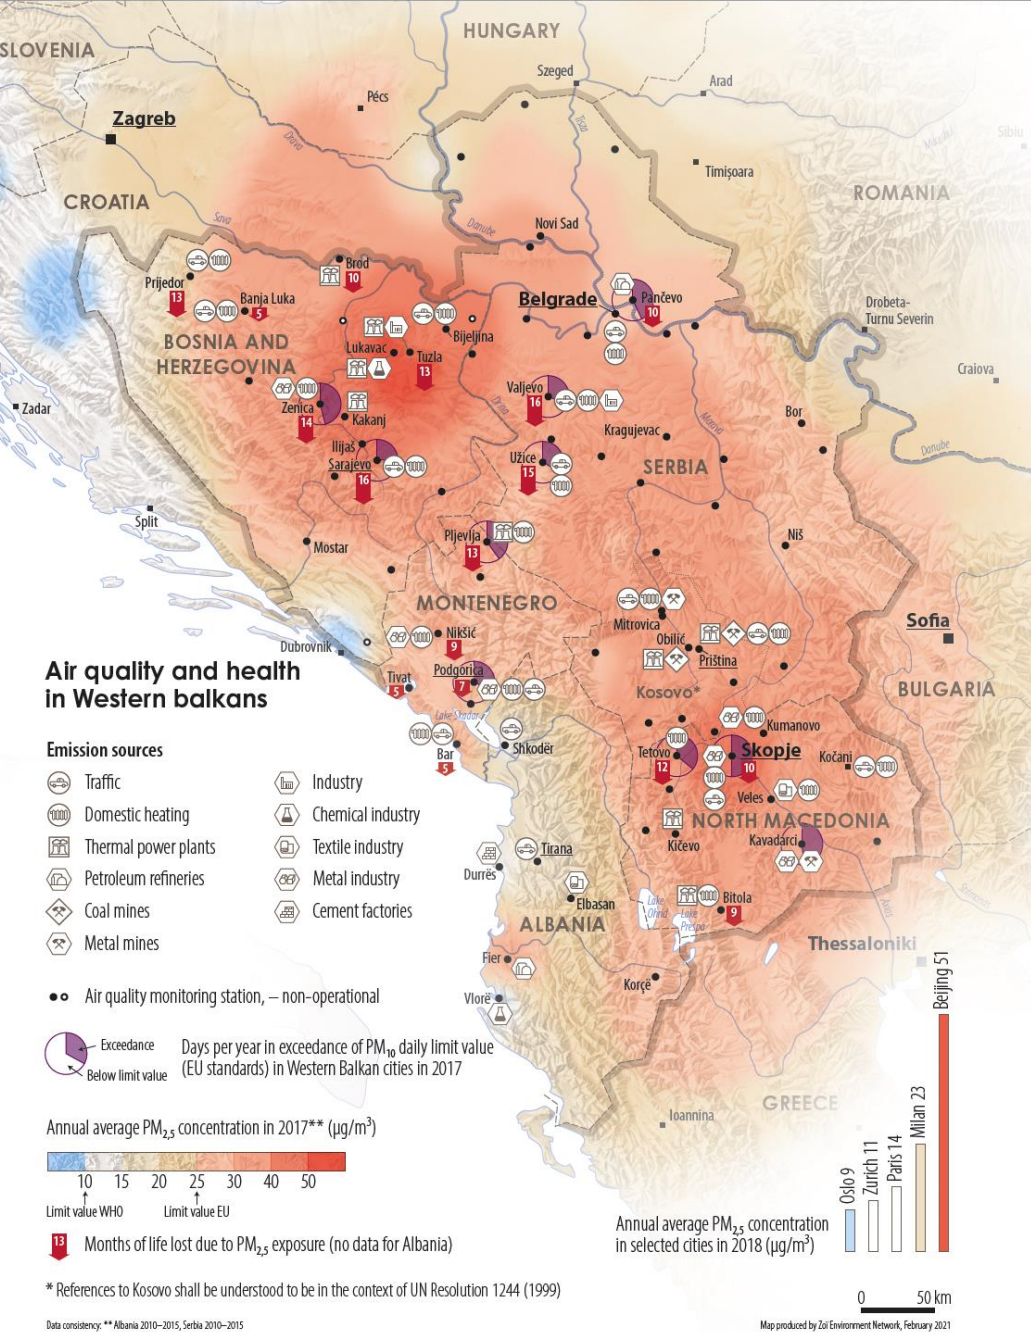 HUNGARY
SLOVENIA
Szeged
Arad
Pécs
Zagreb
Tisza
Drava
Sibiu
Timișoara
ROMANIA
CROATIA
Sava
Danube
Novi Sad
Prijedor
13
Brod
10
Banja Luka
5
Belgrade
Pančevo
10
Drobeta-
Turnu Severin
BOSNIA AND
HERZEGOVINA
Bijeljina
Lukavac
Tuzla
13
Craiova
Zadar
Zenica
14
Kakanj
Drina
Valjevo
16
Morava
Bor
Kragujevac
Danube
Ilijaš
Sarajevo
16
Užice
15
SERBIA
Split
Mostar
Pljevlja
13
Niš
MONTENEGRO
Mitrovica
Sofia
Dubrovnik
Nikšić
9
Obilić
Priština
Air quality and health
in Western balkans
Tivat
5
Podgorica
7
Kosovo*
BULGARIA
Lake Skadar
Kumanovo
Bar
5
Shkodër
Tetovo
12
Skopje
10
Kočani
Veles
NORTH MACEDONIA
Kičevo
Kavadarci
Emission sources
Traffic
Industry
Domestic heating
Chemical industry
Thermal power plants
Textile industry
Petroleum refineries
Metal industry
Coal mines
Cement factories
Metal mines
Tirana
Durrës
Elbasan
Lake
Ohrid
Lake
Prespa
Bitola
9
ALBANIA
Thessaloniki
Fier
Korçë
Vlorë
Air quality monitoring station, – non-operational
Exceedance
Below limit value
Days per year in exceedance of PM10 daily limit value
(EU standards) in Western Balkan cities in 2017
GREECE
Ioannina
Annual average PM2,5 concentration in 2017** (µg/m³)
10 15 20 25 30 40 50
Limit value WHO
Limit value EU
13 Months of life lost due to PM2,5 exposure (no data for Albania)
Oslo 9
Zurich 11
Paris 14
Milan 23
Beijing 51
Annual average PM2,5 concentration
in selected cities in 2018 (µg/m³)
* References to Kosovo shall be understood to be in the context of UN Resolution 1244 (1999)
0 50 km
Data consistency: ** Albania 2010–2015, Serbia 2010–2015
Map produced by Zoï Environment Network, February 2021